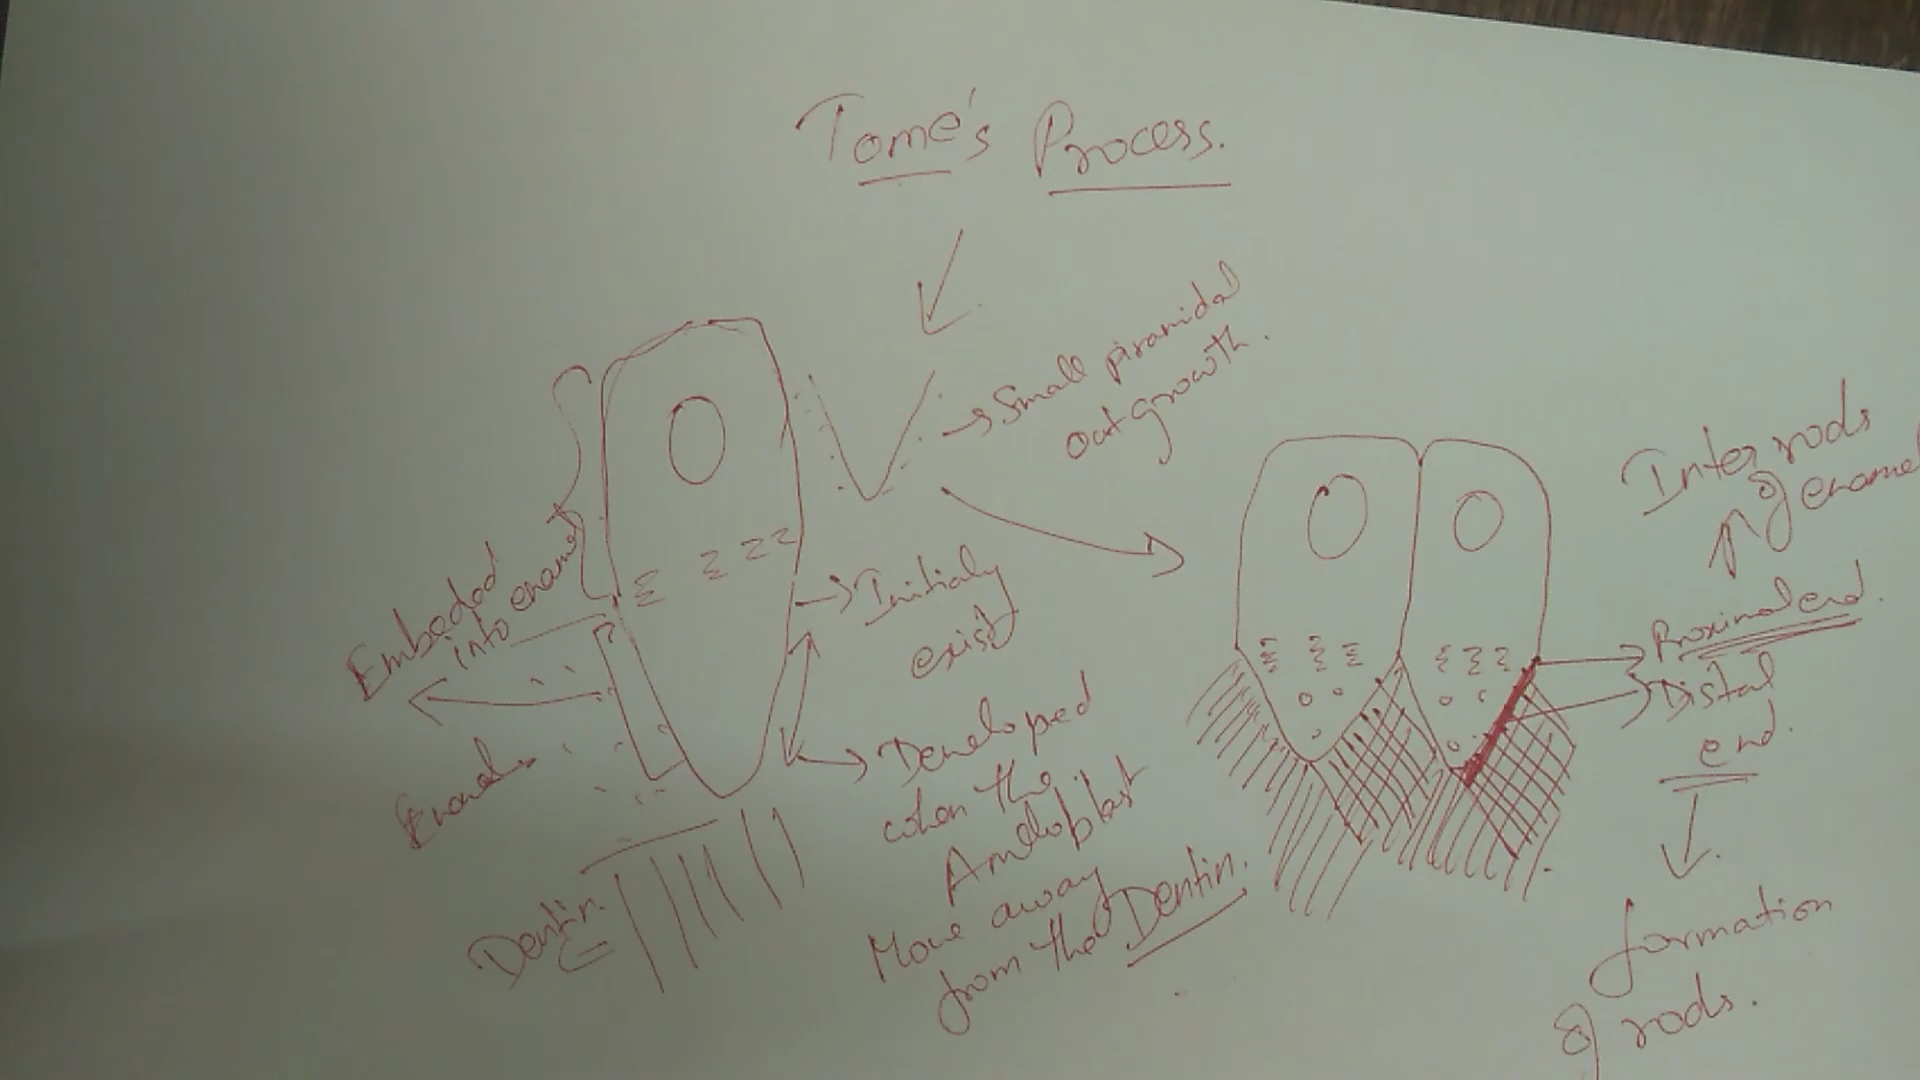 Tome's Process.
Small piramidal
out growth.
Embeded
into enamel
Initialy
exist
Enamel
Developed
when the
Ameloblast
Move away
from the Dentin.
Dentin.
Inter rods
of enamel
Proximal end.
Distal
end.
formation
of rods.